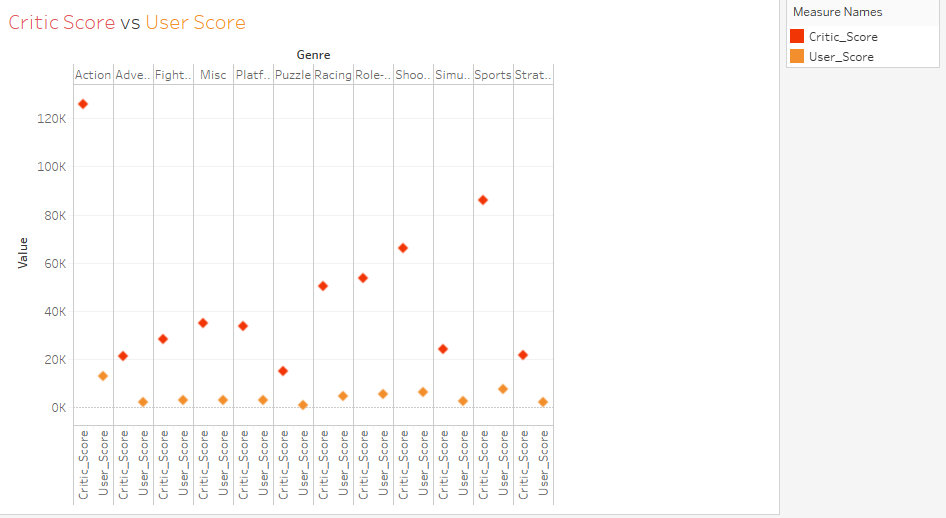 Critic Score vs User Score
Measure Names
Critic_Score
User_Score
Genre
Action Adve.. Fight.. Misc Platf.. Puzzle Racing Role-.. Shoo.. Simu.. Sports Strat..
120K
100K
80K
60K
40K
20K
0K
Value
Critic_Score User_Score Critic_Score User_Score Critic_Score User_Score Critic_Score User_Score Critic_Score User_Score Critic_Score User_Score Critic_Score User_Score Critic_Score User_Score Critic_Score User_Score Critic_Score User_Score Critic_Score User_Score Critic_Score User_Score